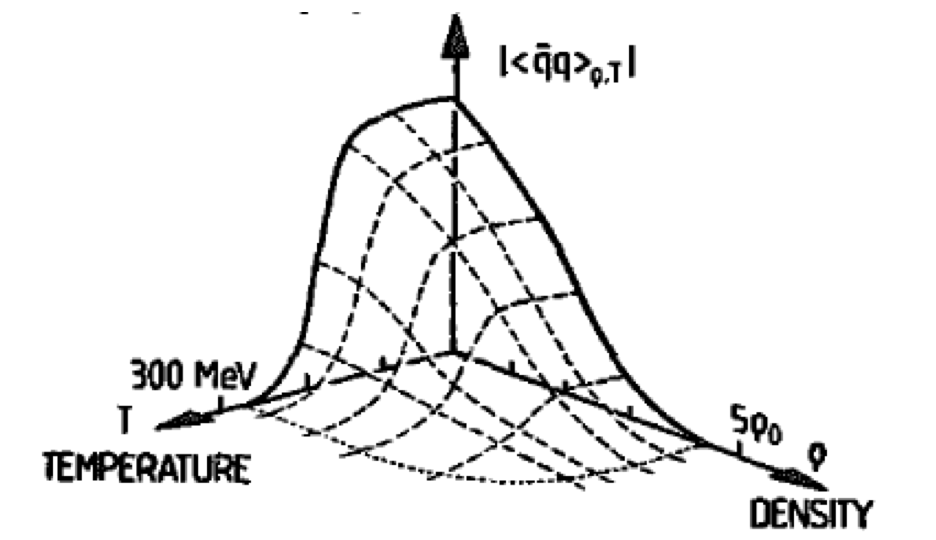 |<q̄q>ρ,T|
300 MeV
T
TEMPERATURE
5ρ0
ρ
DENSITY